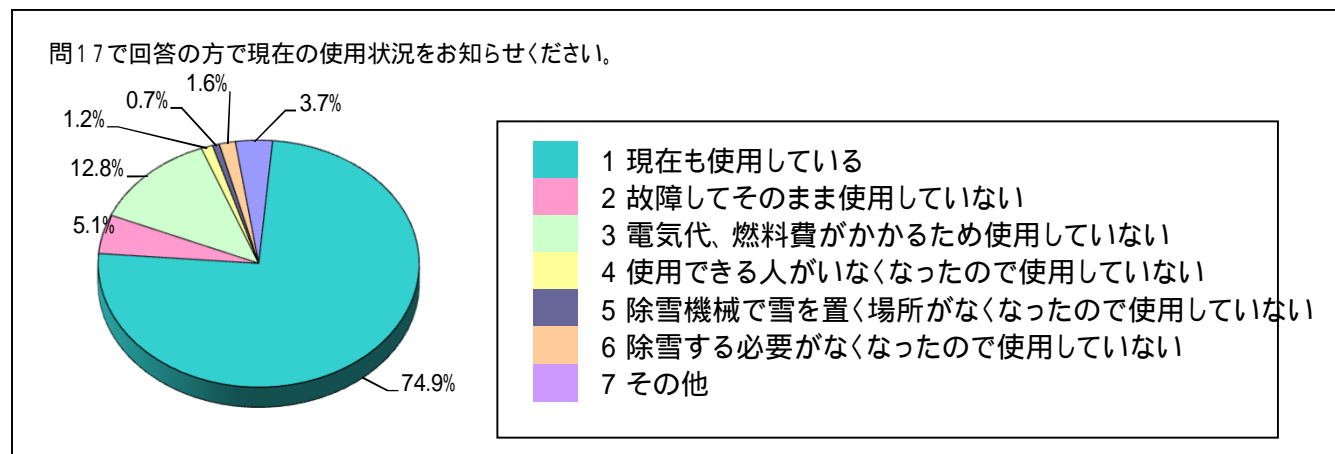 問17で回答の方で現在の使用状況をお知らせください。
1.6%
0.7%
3.7%
1.2%
12.8%
5.1%
74.9%
1 現在も使用している
2 故障してそのまま使用していない
3 電気代、燃料費がかかるため使用していない
4 使用できる人がいなくなったので使用していない
5 除雪機械で雪を置く場所がなくなったので使用していない
6 除雪する必要がなくなったので使用していない
7 その他